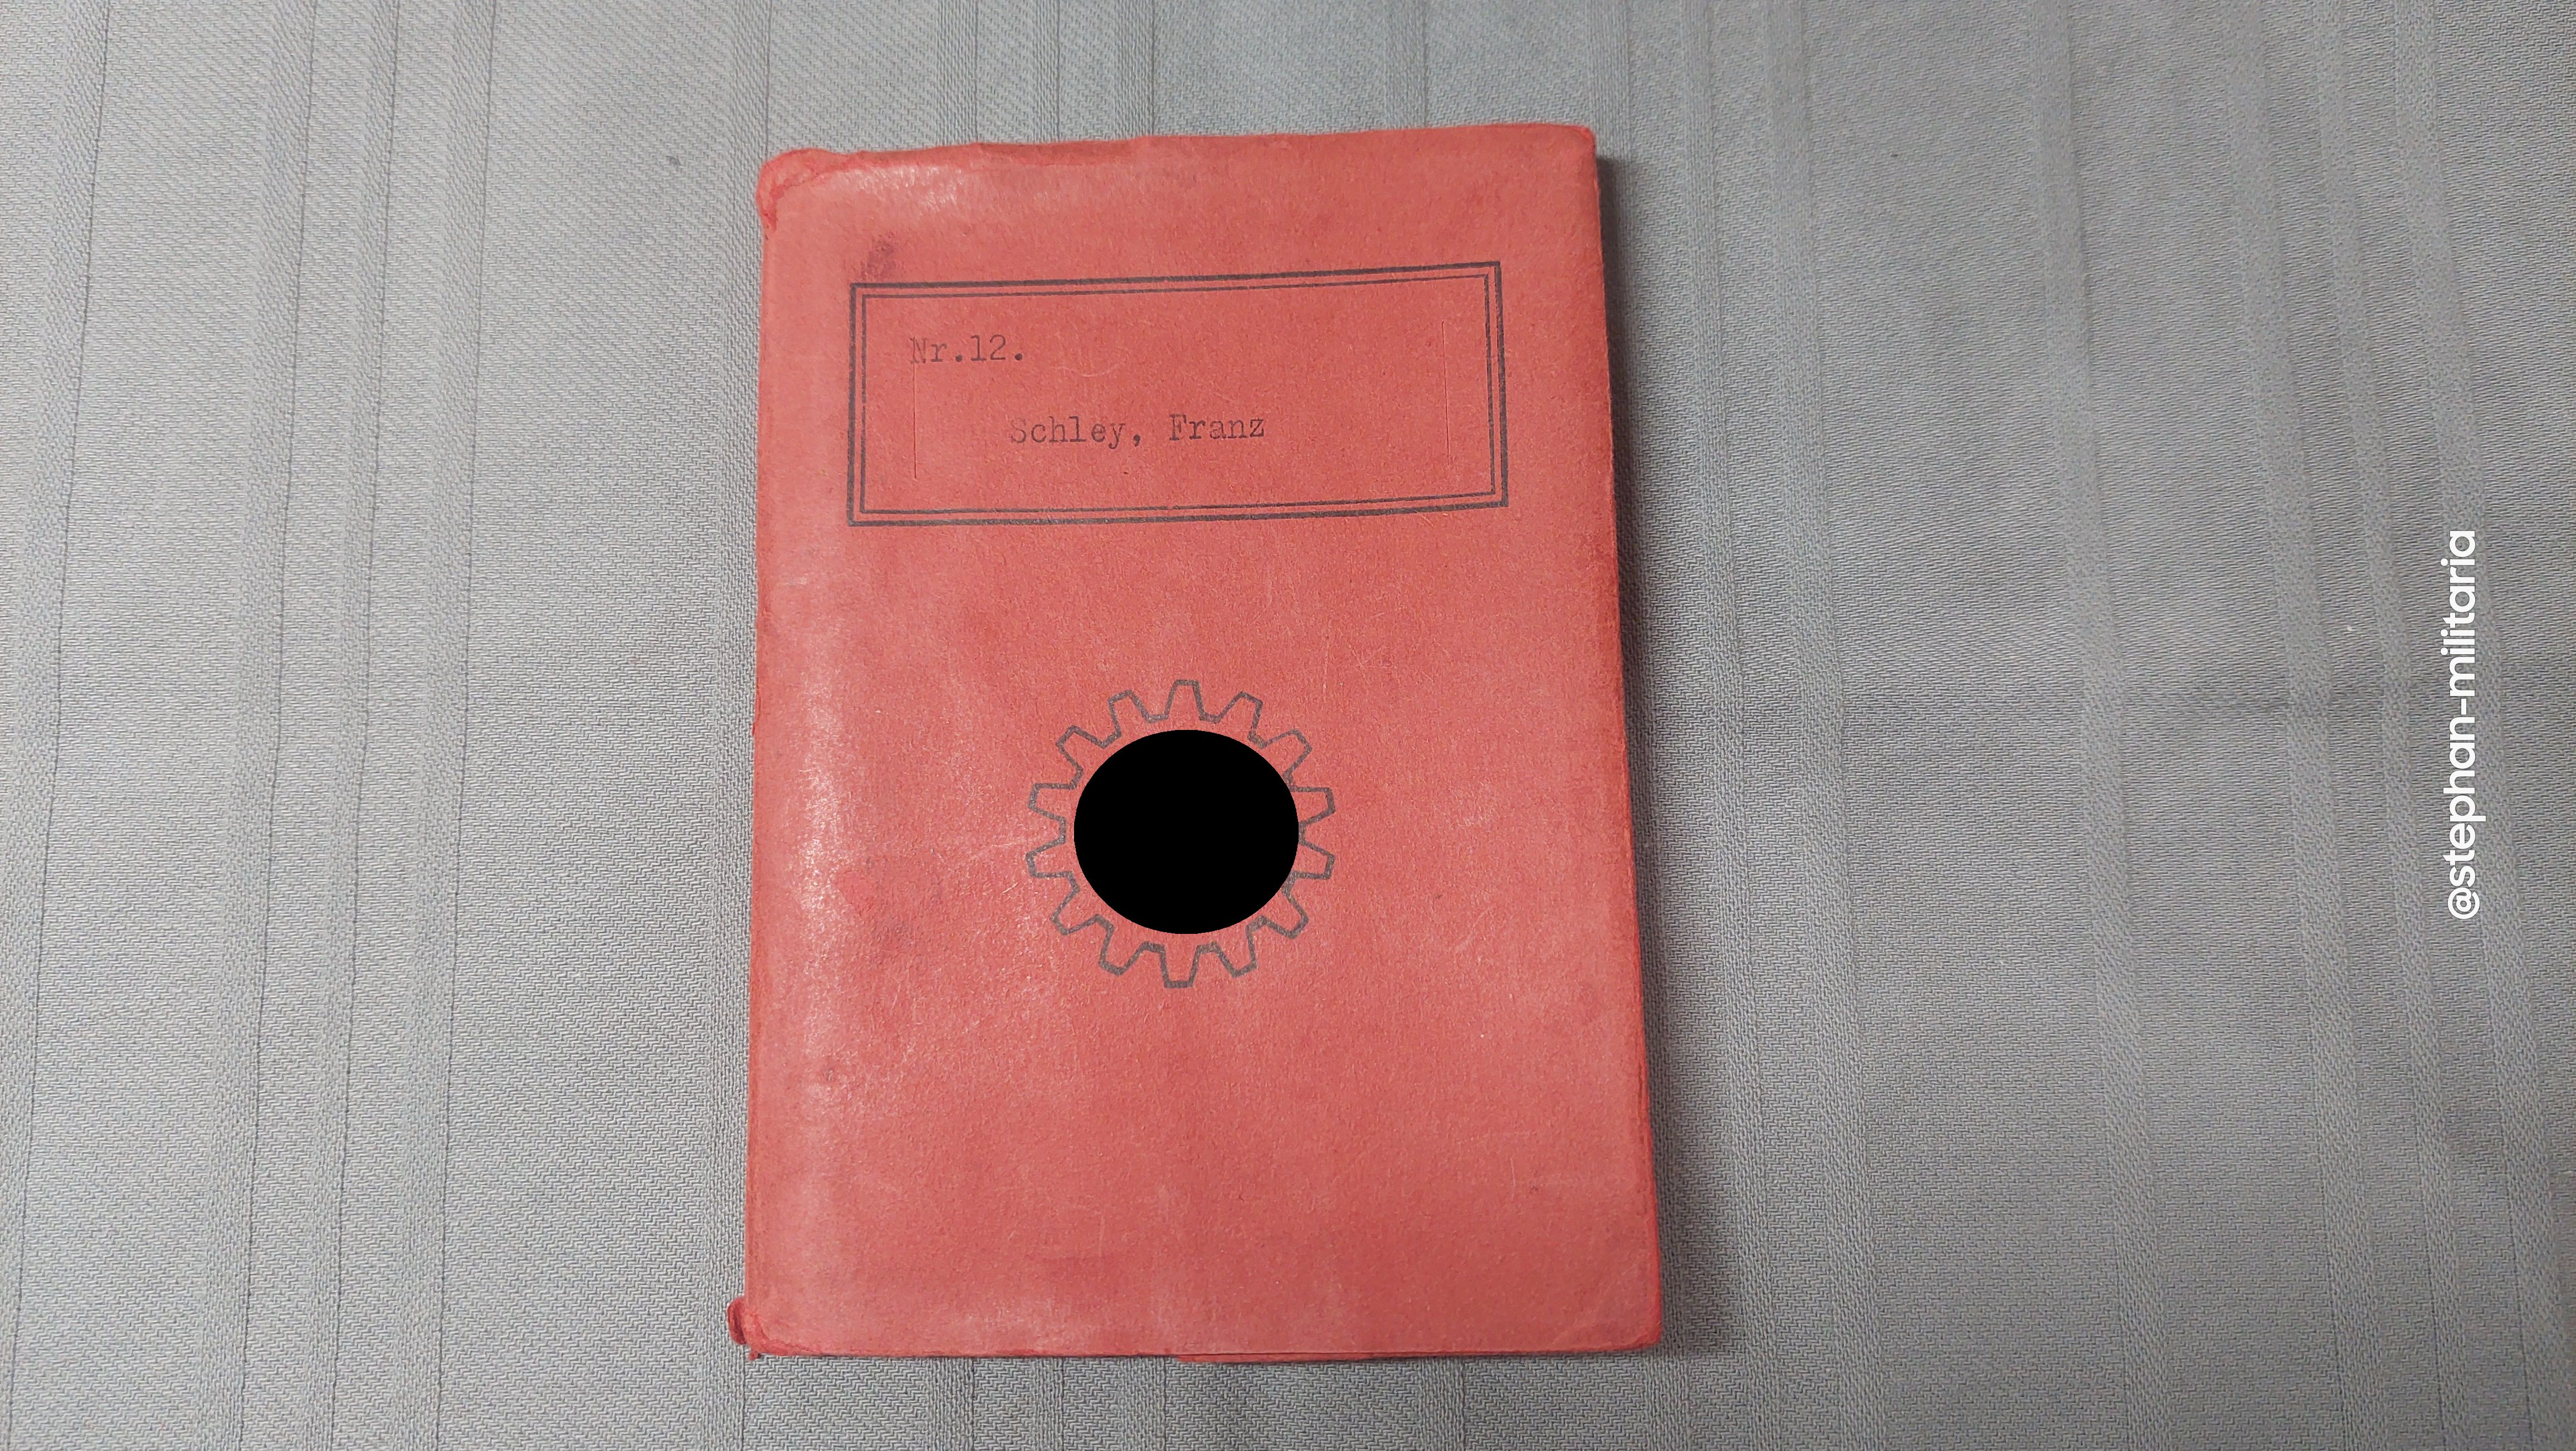 Nr.12.
Schley, Franz
@stephan-militaria